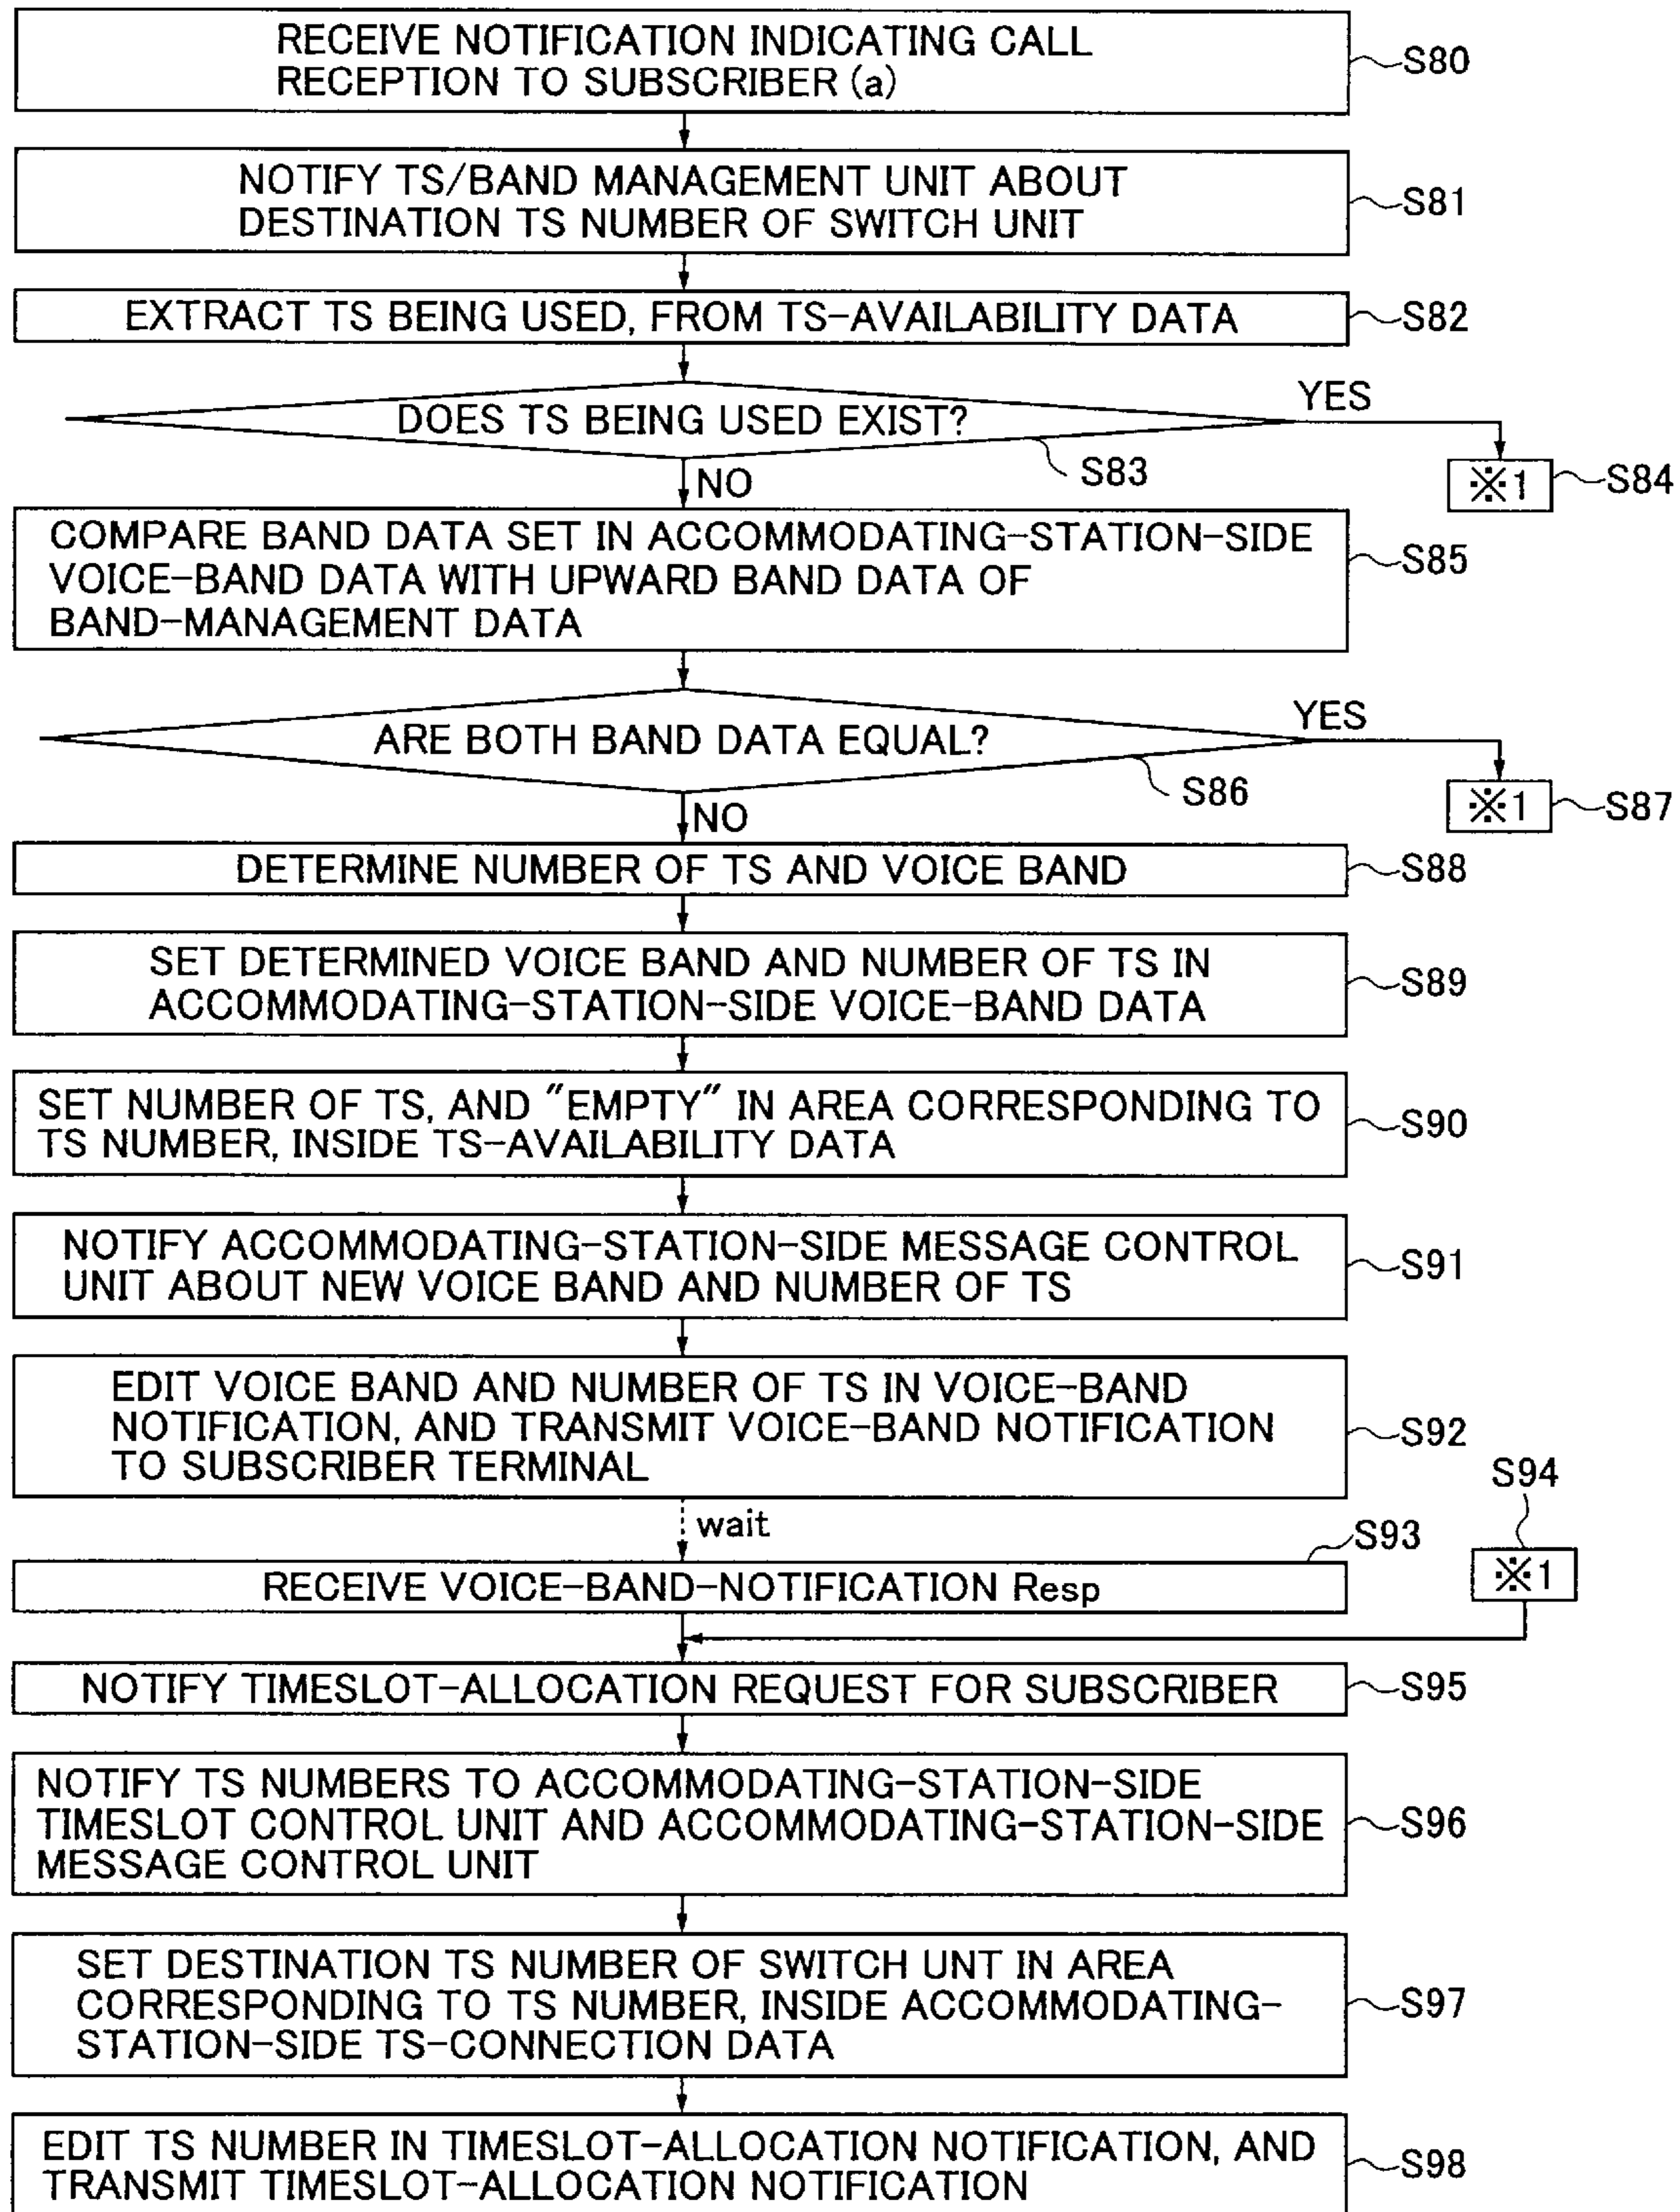 RECEIVE NOTIFICATION INDICATING CALL
RECEPTION TO SUBSCRIBER (a)
S80
NOTIFY TS/BAND MANAGEMENT UNIT ABOUT
DESTINATION TS NUMBER OF SWITCH UNIT
S81
EXTRACT TS BEING USED, FROM TS-AVAILABILITY DATA
S82
DOES TS BEING USED EXIST?
YES
S83
NO
※1
S84
COMPARE BAND DATA SET IN ACCOMMODATING-STATION-SIDE
VOICE-BAND DATA WITH UPWARD BAND DATA OF
BAND-MANAGEMENT DATA
S85
ARE BOTH BAND DATA EQUAL?
YES
S86
NO
※1
S87
DETERMINE NUMBER OF TS AND VOICE BAND
S88
SET DETERMINED VOICE BAND AND NUMBER OF TS IN
ACCOMMODATING-STATION-SIDE VOICE-BAND DATA
S89
SET NUMBER OF TS, AND "EMPTY" IN AREA CORRESPONDING TO
TS NUMBER, INSIDE TS-AVAILABILITY DATA
S90
NOTIFY ACCOMMODATING-STATION-SIDE MESSAGE CONTROL
UNIT ABOUT NEW VOICE BAND AND NUMBER OF TS
S91
EDIT VOICE BAND AND NUMBER OF TS IN VOICE-BAND
NOTIFICATION, AND TRANSMIT VOICE-BAND NOTIFICATION
TO SUBSCRIBER TERMINAL
S92
wait
S93
S94
RECEIVE VOICE-BAND-NOTIFICATION Resp
※1
NOTIFY TIMESLOT-ALLOCATION REQUEST FOR SUBSCRIBER
S95
NOTIFY TS NUMBERS TO ACCOMMODATING-STATION-SIDE
TIMESLOT CONTROL UNIT AND ACCOMMODATING-STATION-SIDE
MESSAGE CONTROL UNIT
S96
SET DESTINATION TS NUMBER OF SWITCH UNT IN AREA
CORRESPONDING TO TS NUMBER, INSIDE ACCOMMODATING-
STATION-SIDE TS-CONNECTION DATA
S97
EDIT TS NUMBER IN TIMESLOT-ALLOCATION NOTIFICATION, AND
TRANSMIT TIMESLOT-ALLOCATION NOTIFICATION
S98